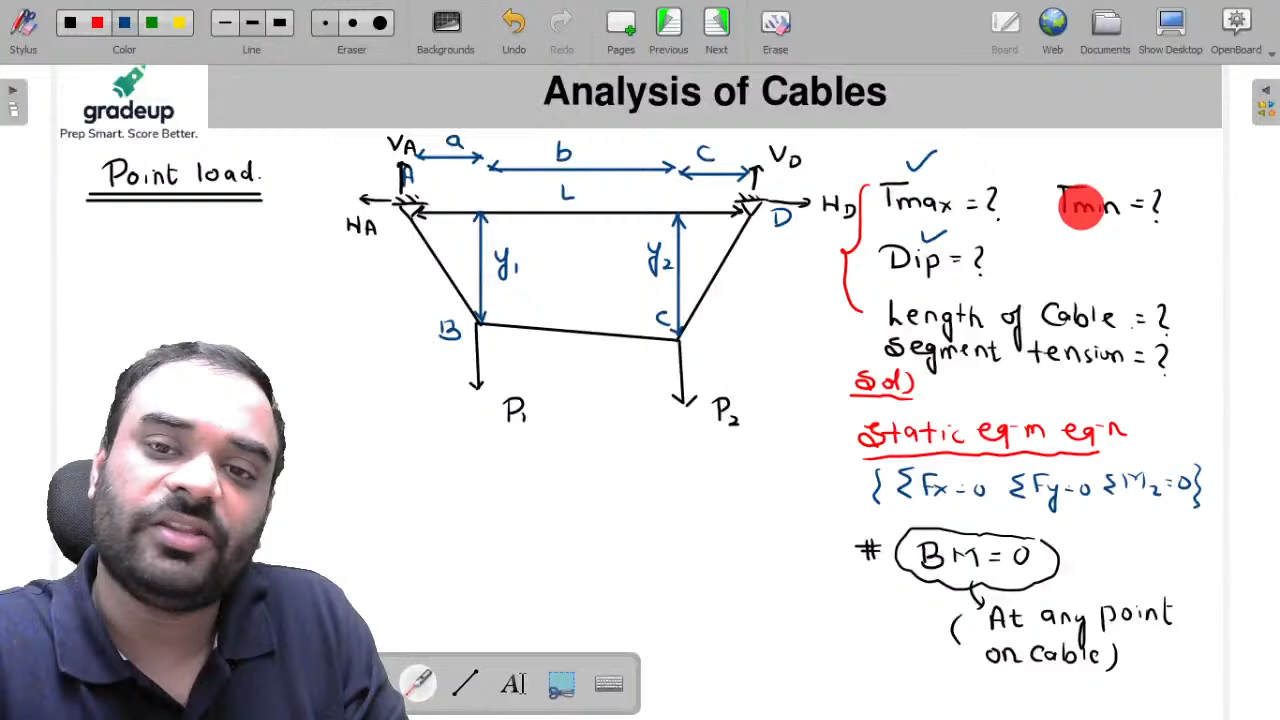 Stylus
Color
Line
Eraser
Backgrounds
Undo
Redo
Pages
Previous
Next
Erase
Board
Web
Documents
Show Desktop
OpenBoard
gradeup
Prep Smart. Score Better.
Analysis of Cables
Point load.
VA
a
b
c
VD
A
L
HA
D
HD
y1
y2
B
C
P1
P2
Tmax = ?
Tmin = ?
Dip = ?
Length of Cable = ?
Segment tension = ?
Sol)
Static eqm eqn
{ΣFx=0 ΣFy=0 ΣMz=0}
# BM = 0
(At any point
on cable)
AI